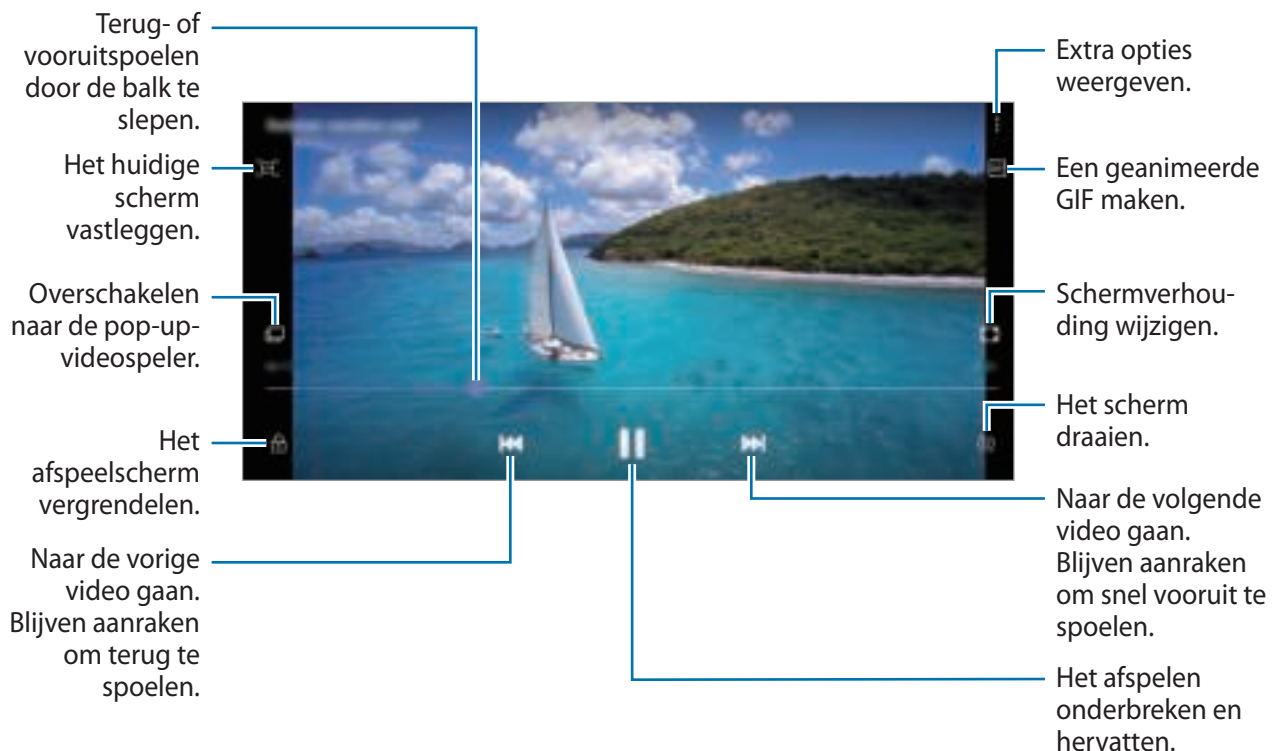 Terug- of
vooruitspoelen
door de balk te
slepen.
Het huidige
scherm
vastleggen.
Overschakelen
naar de pop-up-
videospeler.
Het
afspeelscherm
vergrendelen.
Naar de vorige
video gaan.
Blijven aanraken
om terug te
spoelen.
Extra opties
weergeven.
Een geanimeerde
GIF maken.
Schermverhou-
ding wijzigen.
Het scherm
draaien.
Naar de volgende
video gaan.
Blijven aanraken
om snel vooruit te
spoelen.
Het afspelen
onderbreken en
hervatten.